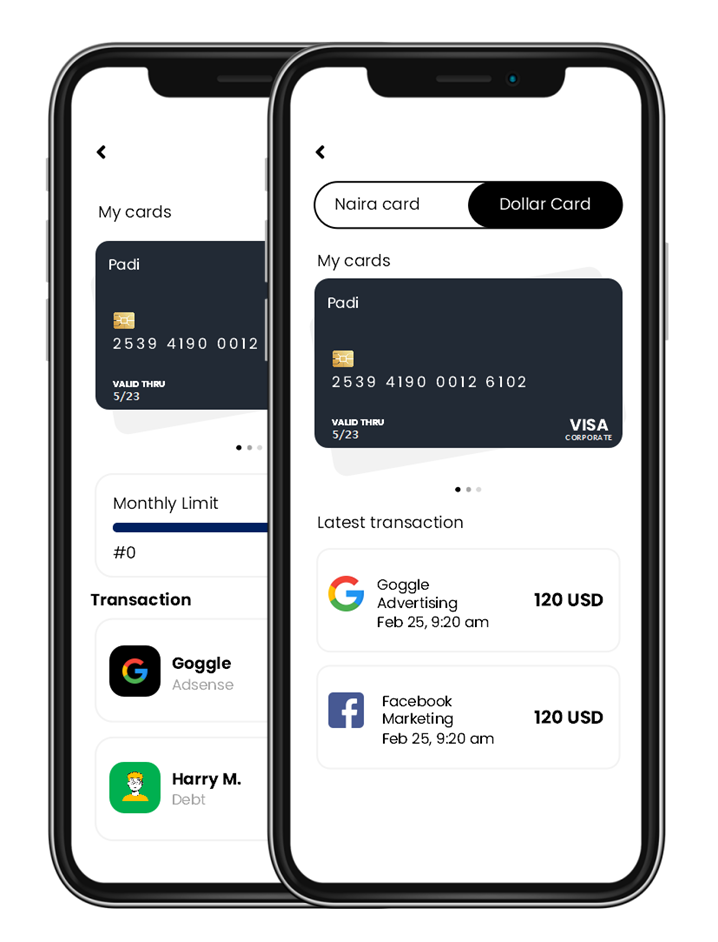 My cards
Padi
2539 4190 0012
VALID THRU
5/23
Monthly Limit
#0
Transaction
Goggle
Adsense
Harry M.
Debt
Naira card
Dollar Card
My cards
Padi
2539 4190 0012 6102
VALID THRU
5/23
VISA
CORPORATE
Latest transaction
Goggle
Advertising
Feb 25, 9:20 am
120 USD
Facebook
Marketing
Feb 25, 9:20 am
120 USD